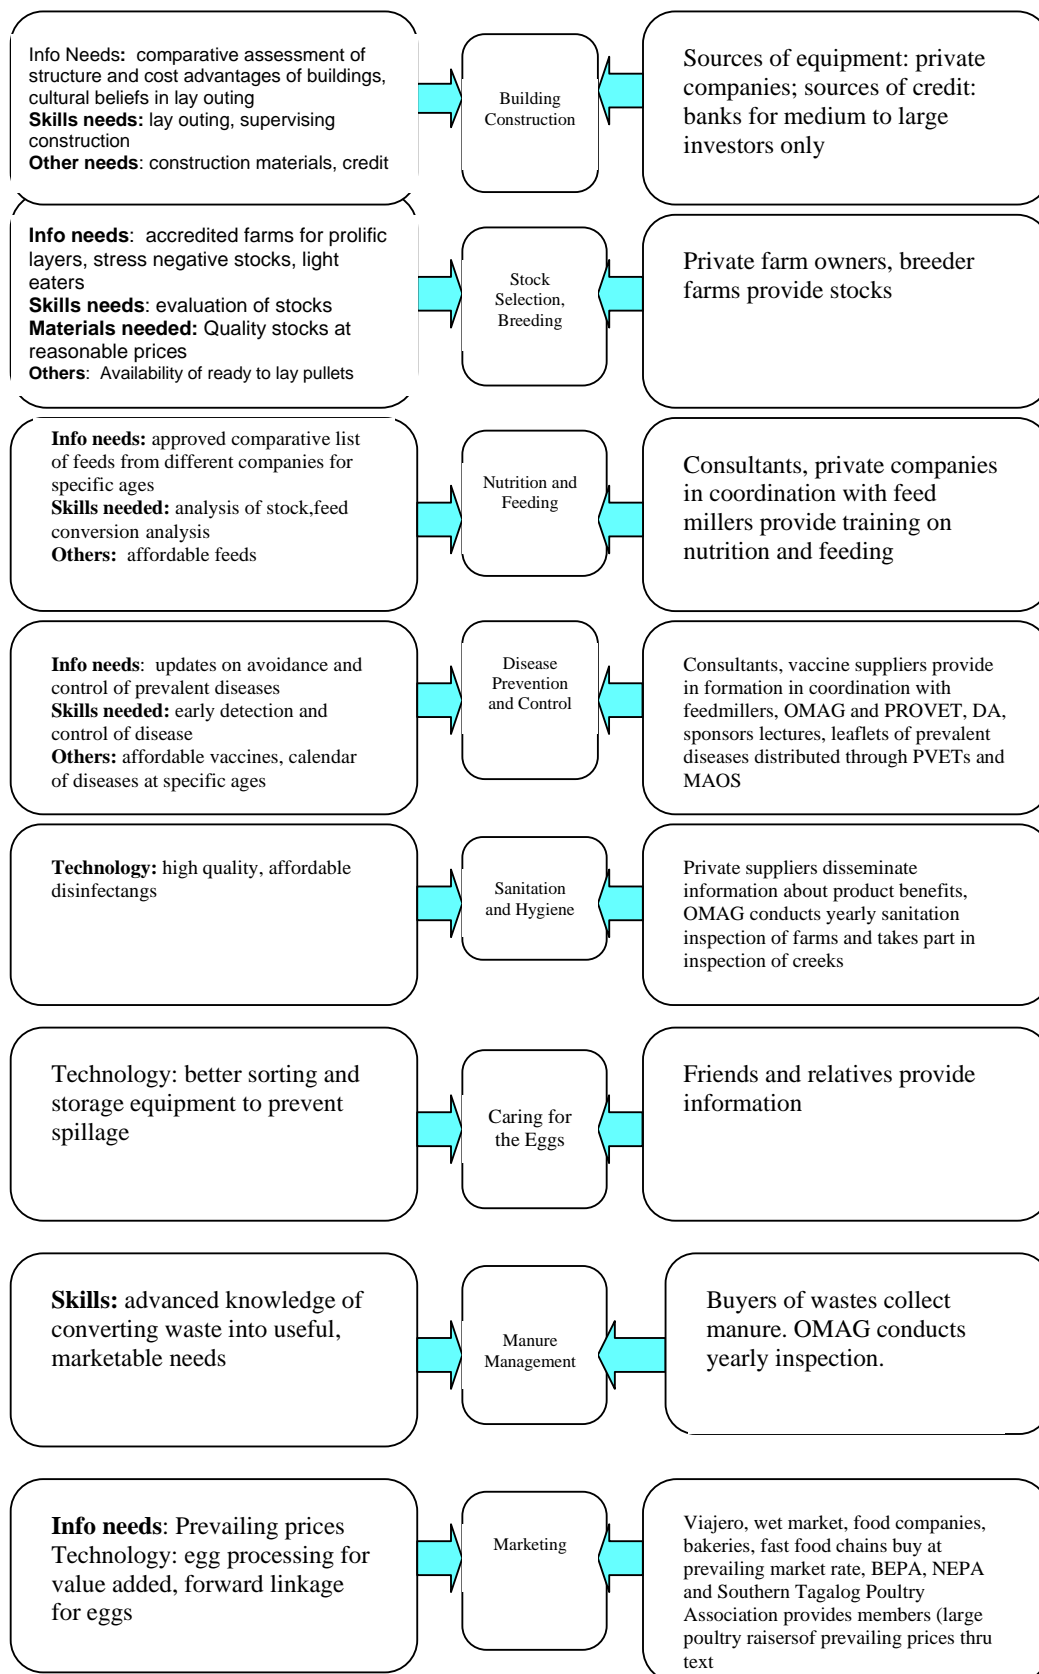 Info Needs:  comparative assessment of
structure and cost advantages of buildings,
cultural beliefs in lay outing
Skills needs: lay outing, supervising
construction
Other needs: construction materials, credit
Building
Construction
Sources of equipment: private
companies; sources of credit:
banks for medium to large
investors only
Info needs:  accredited farms for prolific
layers, stress negative stocks, light
eaters
Skills needs: evaluation of stocks
Materials needed: Quality stocks at
reasonable prices
Others:  Availability of ready to lay pullets
Stock
Selection,
Breeding
Private farm owners, breeder
farms provide stocks
Info needs: approved comparative list
of feeds from different companies for
specific ages
Skills needed: analysis of stock,feed
conversion analysis
Others:  affordable feeds
Nutrition and
Feeding
Consultants, private companies
in coordination with feed
millers provide training on
nutrition and feeding
Info needs:  updates on avoidance and
control of prevalent diseases
Skills needed: early detection and
control of disease
Others: affordable vaccines, calendar
of diseases at specific ages
Disease
Prevention
and Control
Consultants, vaccine suppliers provide
in formation in coordination with
feedmillers, OMAG and PROVET, DA,
sponsors lectures, leaflets of prevalent
diseases distributed through PVETs and
MAOS
Technology: high quality, affordable
disinfectangs
Sanitation
and Hygiene
Private suppliers disseminate
information about product benefits,
OMAG conducts yearly sanitation
inspection of farms and takes part in
inspection of creeks
Technology: better sorting and
storage equipment to prevent
spillage
Caring for
the Eggs
Friends and relatives provide
information
Skills: advanced knowledge of
converting waste into useful,
marketable needs
Manure
Management
Buyers of wastes collect
manure. OMAG conducts
yearly inspection.
Info needs: Prevailing prices
Technology: egg processing for
value added, forward linkage
for eggs
Marketing
Viajero, wet market, food companies,
bakeries, fast food chains buy at
prevailing market rate, BEPA, NEPA
and Southern Tagalog Poultry
Association provides members (large
poultry raisersof prevailing prices thru
text